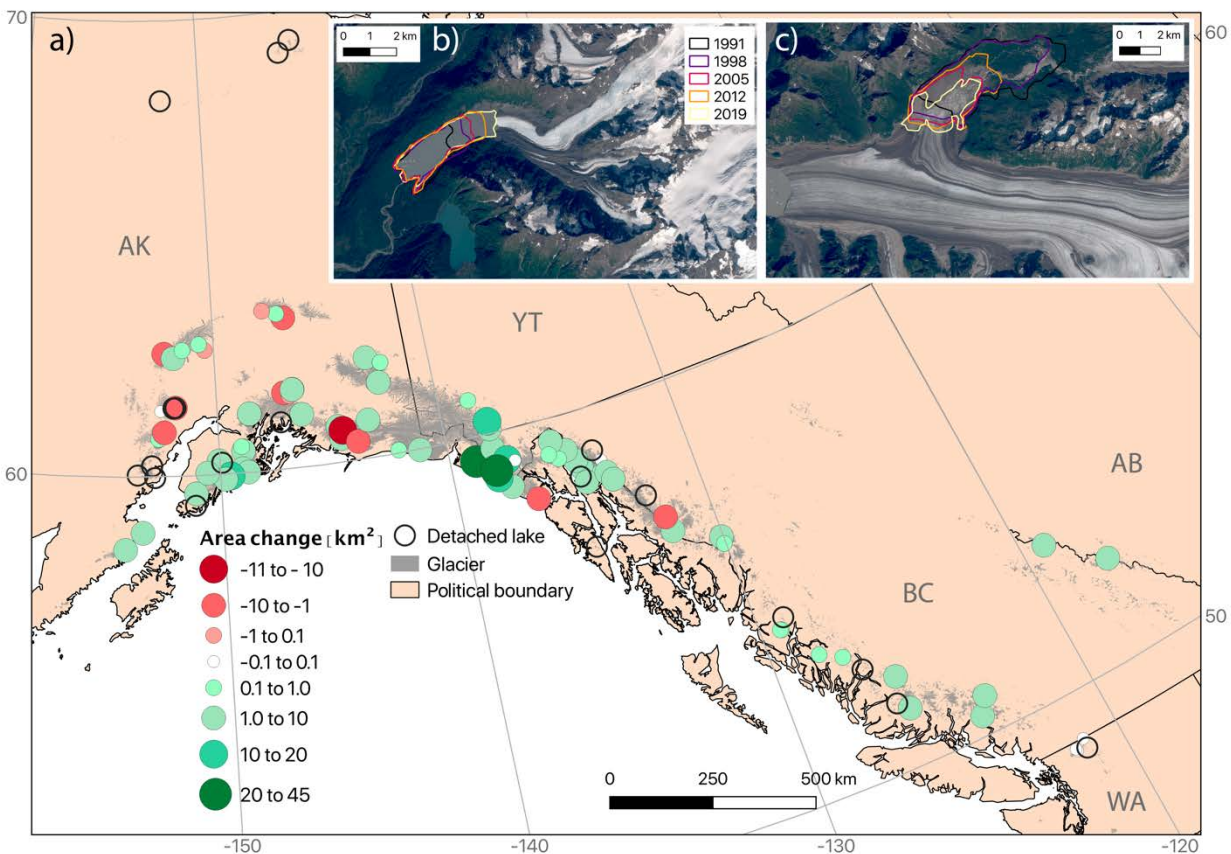 70
60
a)
0 1 2 km
b)
1991
1998
2005
2012
2019
c)
0 1 2 km
AK
YT
60
AB
Area change [km²]
-11 to - 10
-10 to -1
-1 to 0.1
-0.1 to 0.1
0.1 to 1.0
1.0 to 10
10 to 20
20 to 45
Detached lake
Glacier
Political boundary
BC
50
0 250 500 km
WA
-150
-140
-130
-120